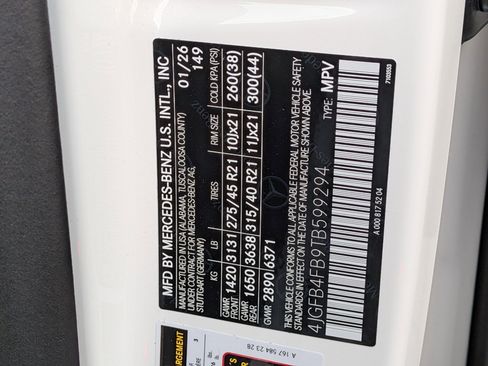 MFD BY MERCEDES-BENZ U.S. INTL., INC
MANUFACTURED IN USA (ALABAMA, TUSCALOOSA COUNTY)
UNDER CONTRACT FOR MERCEDES-BENZ AG,
STUTTGART (GERMANY)
01/26
149
KG LB TIRES RIM SIZE COLD KPA (PSI)
GAWR FRONT 1420 3131 275/45 R21 10Jx21 260(38)
GAWR REAR 1650 3638 315/40 R21 11Jx21 300(44)
GVWR 2890/6371
THIS VEHICLE CONFORMS TO ALL APPLICABLE FEDERAL MOTOR VEHICLE SAFETY
STANDARDS IN EFFECT ON THE DATE OF MANUFACTURE SHOWN ABOVE.
4JGFB4FB9TB599294 TYPE: MPV
A 000 817 52 04
A 167 584 23 28
3